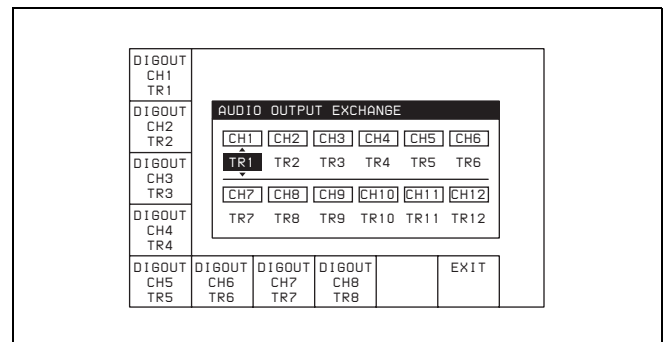 DIGOUT
CH1
TR1
DIGOUT
CH2
TR2
DIGOUT
CH3
TR3
DIGOUT
CH4
TR4
AUDIO OUTPUT EXCHANGE
CH1 CH2 CH3 CH4 CH5 CH6
TR1 TR2 TR3 TR4 TR5 TR6
CH7 CH8 CH9 CH10 CH11 CH12
TR7 TR8 TR9 TR10 TR11 TR12
DIGOUT DIGOUT DIGOUT DIGOUT EXIT
CH5 CH6 CH7 CH8
TR5 TR6 TR7 TR8